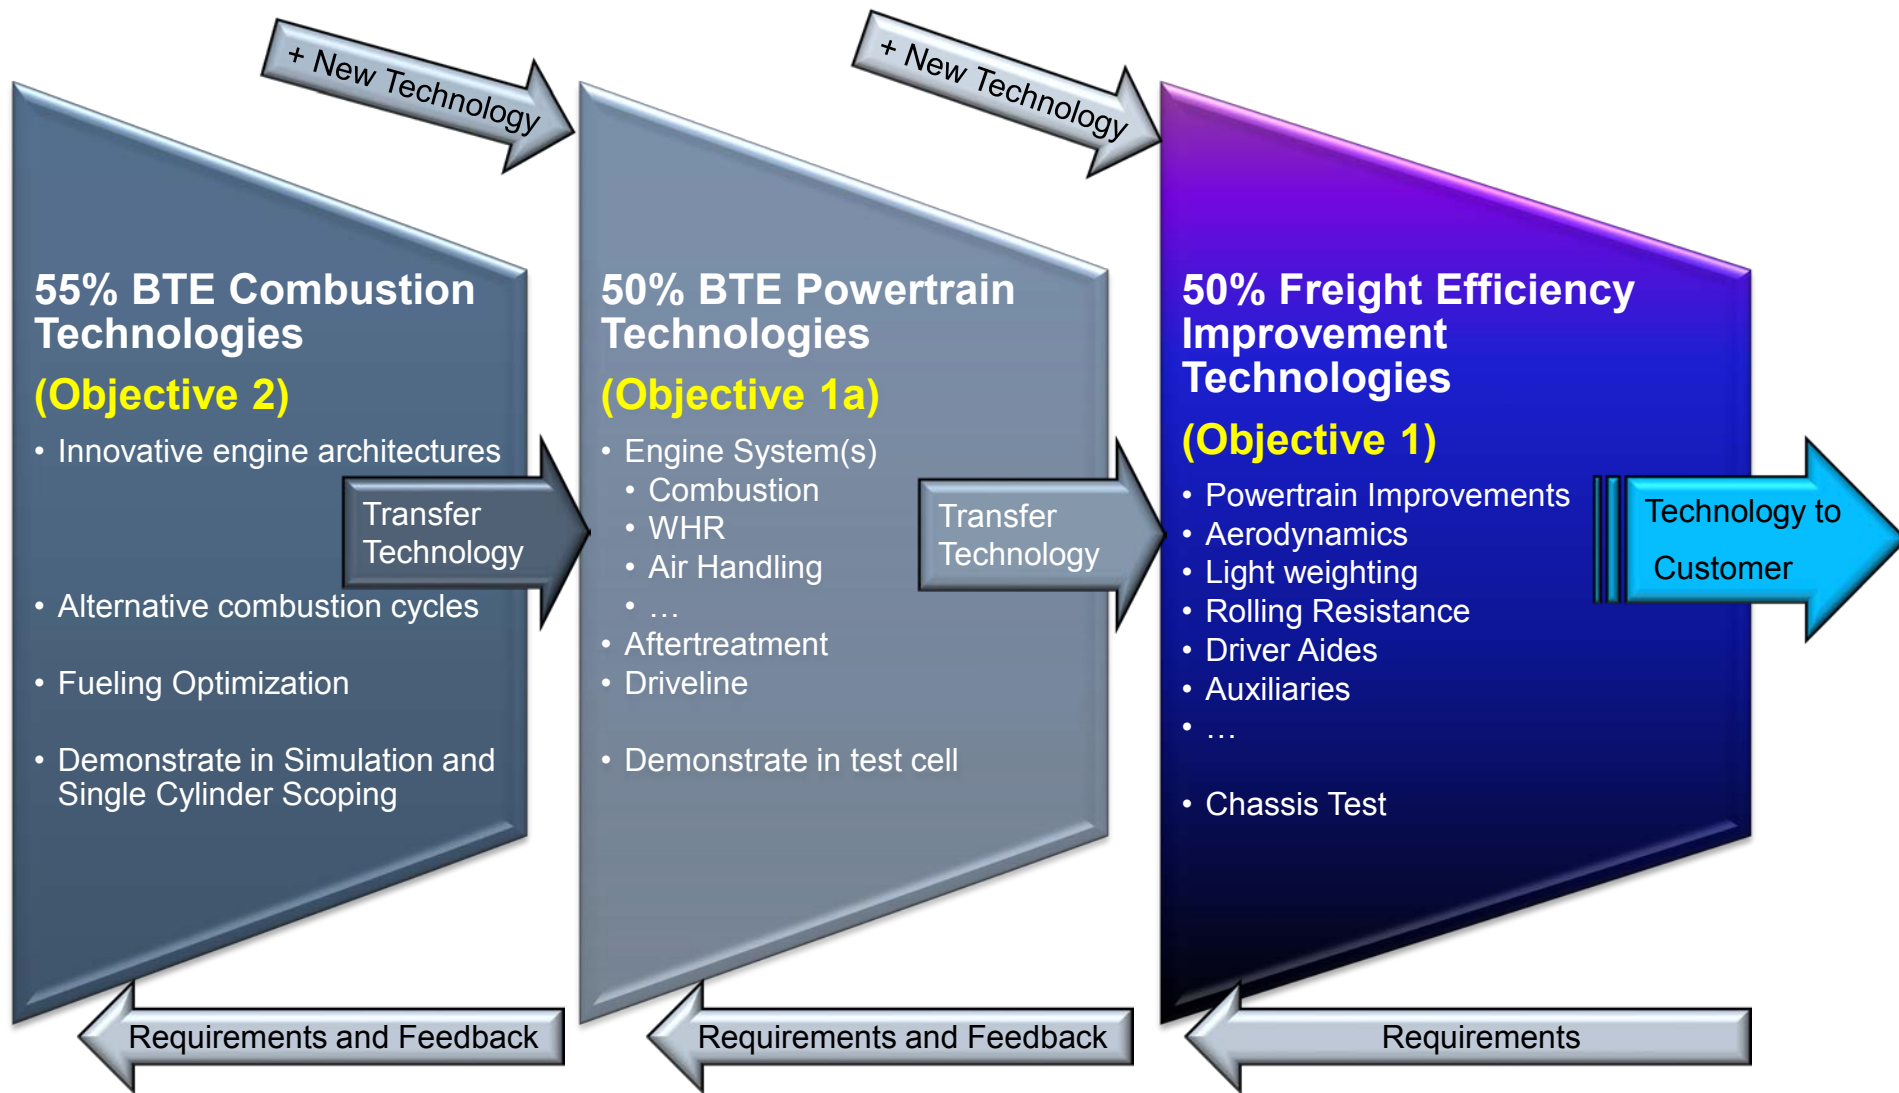 + New Technology
+ New Technology
55% BTE Combustion
Technologies
(Objective 2)
• Innovative engine architectures
• Alternative combustion cycles
• Fueling Optimization
• Demonstrate in Simulation and
Single Cylinder Scoping
Transfer
Technology
50% BTE Powertrain
Technologies
(Objective 1a)
• Engine System(s)
• Combustion
• WHR
• Air Handling
• …
• Aftertreatment
• Driveline
• Demonstrate in test cell
Transfer
Technology
50% Freight Efficiency
Improvement
Technologies
(Objective 1)
• Powertrain Improvements
• Aerodynamics
• Light weighting
• Rolling Resistance
• Driver Aides
• Auxiliaries
• …
• Chassis Test
Technology to
Customer
Requirements and Feedback
Requirements and Feedback
Requirements